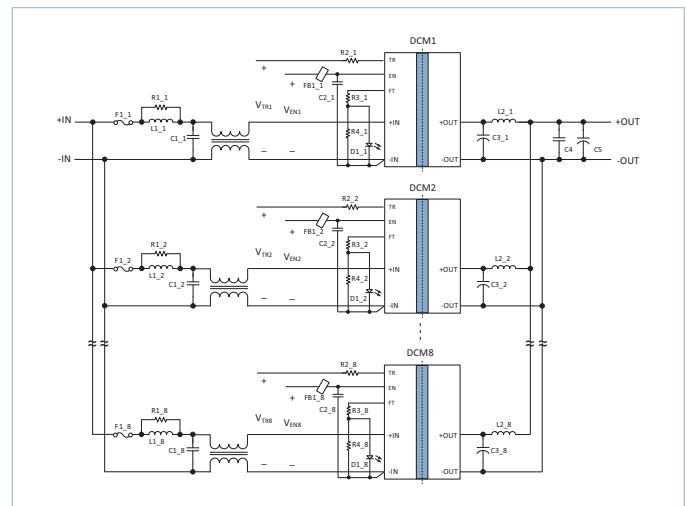 DCM1
R2_1
TR
+
EN
+
FB1_1
FT
C2_1
R3_1
R1_1
VTR1
VEN1
+IN
F1_1
L1_1
+IN
+OUT
L2_1
+OUT
C1_1
R4_1
C3_1
C4
C5
-IN
–
–
D1_1
-IN
-OUT
-OUT
DCM2
R2_2
TR
+
EN
+
FB1_2
FT
C2_2
R3_2
R1_2
VTR2
VEN2
F1_2
L1_2
+IN
+OUT
L2_2
C1_2
R4_2
C3_2
–
–
D1_2
-IN
-OUT
DCM8
R2_8
TR
+
EN
+
FB1_8
FT
C2_8
R3_8
R1_8
VTR8
VEN8
F1_8
L1_8
+IN
+OUT
L2_8
C1_8
R4_8
C3_8
–
–
D1_8
-IN
-OUT